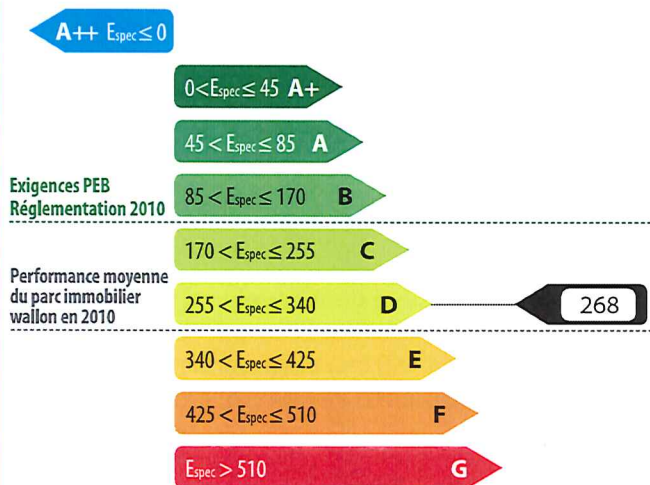 A++ Espec ≤ 0
0 < Espec ≤ 45 A+
45 < Espec ≤ 85 A
Exigences PEB
Réglementation 2010
85 < Espec ≤ 170 B
170 < Espec ≤ 255 C
Performance moyenne
du parc immobilier
wallon en 2010
255 < Espec ≤ 340 D
268
340 < Espec ≤ 425 E
425 < Espec ≤ 510 F
Espec > 510 G